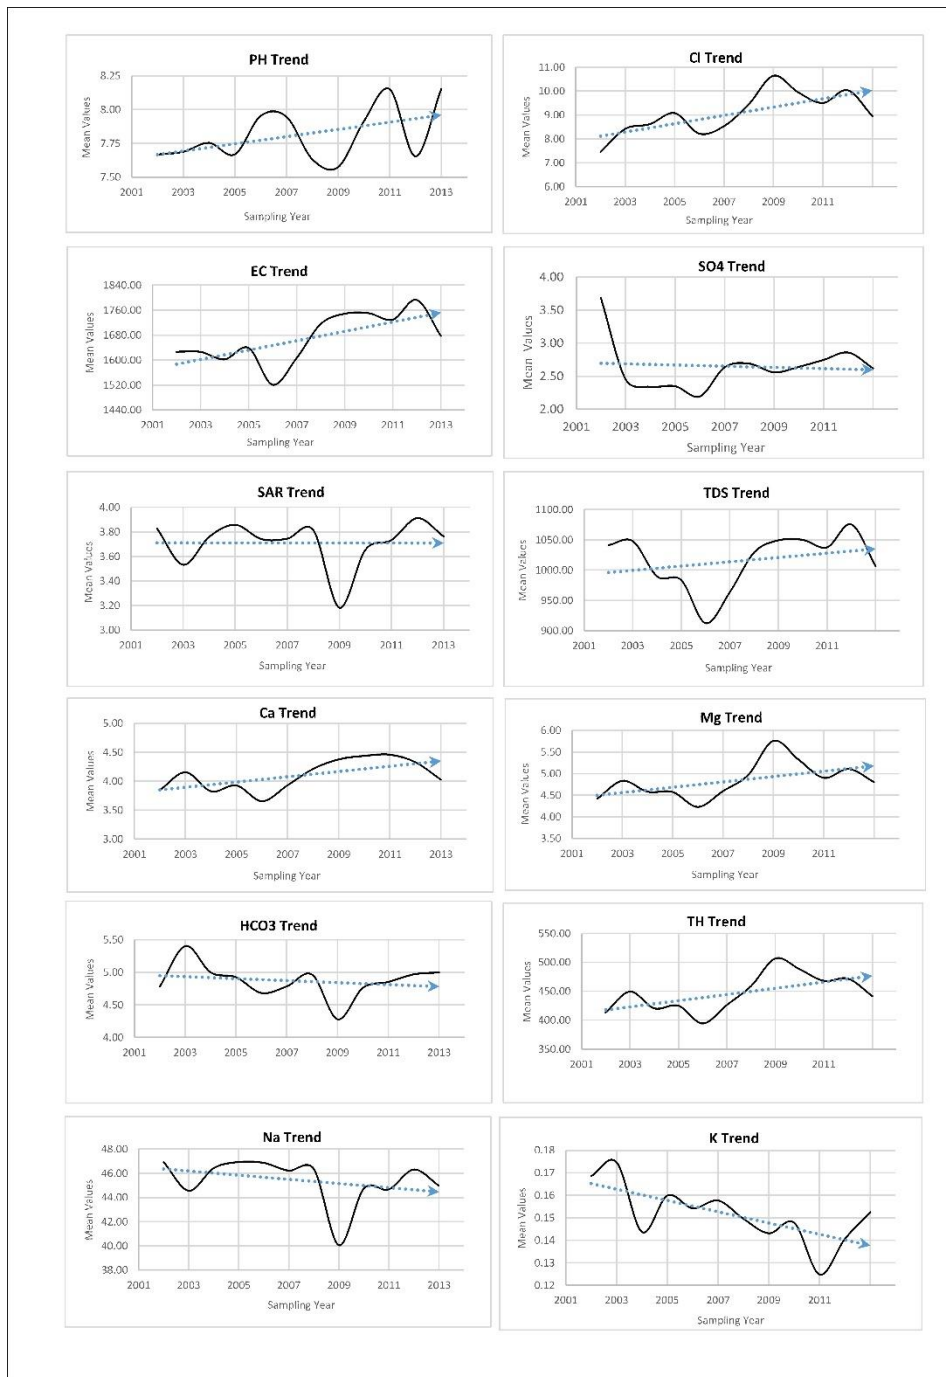 PH Trend
Mean Values
8.25
8.00
7.75
7.50
2001 2003 2005 2007 2009 2011 2013
Sampling Year
Cl Trend
Mean Values
11.00
10.00
9.00
8.00
7.00
6.00
2001 2003 2005 2007 2009 2011
Sampling Year
EC Trend
Mean Values
1840.00
1760.00
1680.00
1600.00
1520.00
1440.00
2001 2003 2005 2007 2009 2011 2013
Sampling Year
SO4 Trend
Mean Values
4.00
3.50
3.00
2.50
2.00
2001 2003 2005 2007 2009 2011
Sampling Year
SAR Trend
Mean Values
4.00
3.80
3.60
3.40
3.20
3.00
2001 2003 2005 2007 2009 2011 2013
Sampling Year
TDS Trend
Mean Values
1100.00
1050.00
1000.00
950.00
900.00
2001 2003 2005 2007 2009 2011
Sampling Year
Ca Trend
Mean Values
5.00
4.50
4.00
3.50
3.00
2001 2003 2005 2007 2009 2011 2013
Sampling Year
Mg Trend
Mean Values
6.00
5.50
5.00
4.50
4.00
3.50
2001 2003 2005 2007 2009 2011
Sampling Year
HCO3 Trend
Mean Values
5.50
5.00
4.50
4.00
2001 2003 2005 2007 2009 2011 2013
Sampling Year
TH Trend
Mean Values
550.00
500.00
450.00
400.00
350.00
2001 2003 2005 2007 2009 2011
Sampling Year
Na Trend
Mean Values
48.00
46.00
44.00
42.00
40.00
38.00
2001 2003 2005 2007 2009 2011 2013
Sampling Year
K Trend
Mean Values
0.18
0.17
0.16
0.15
0.14
0.13
0.12
2001 2003 2005 2007 2009 2011
Sampling Year